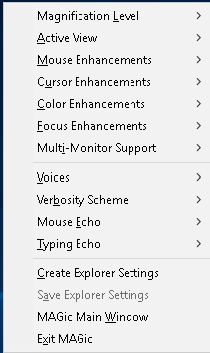 Magnification Level
Active View
Mouse Enhancements
Cursor Enhancements
Color Enhancements
Focus Enhancements
Multi-Monitor Support
Voices
Verbosity Scheme
Mouse Echo
Typing Echo
Create Explorer Settings
Save Explorer Settings
MAGic Main Window
Exit MAGic